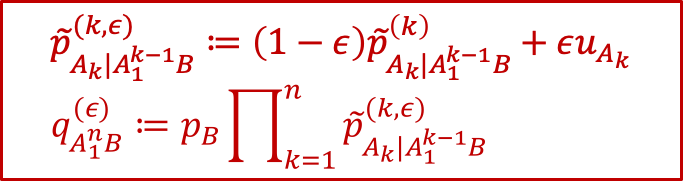 p̃^{(k,ϵ)}_{A_k|A_1^{k−1}B} ≔ (1 − ϵ)p̃^{(k)}_{A_k|A_1^{k−1}B} + ϵu_{A_k}
q^{(ϵ)}_{A_1^n B} ≔ p_B ∏_{k=1}^{n} p̃^{(k,ϵ)}_{A_k|A_1^{k−1}B}